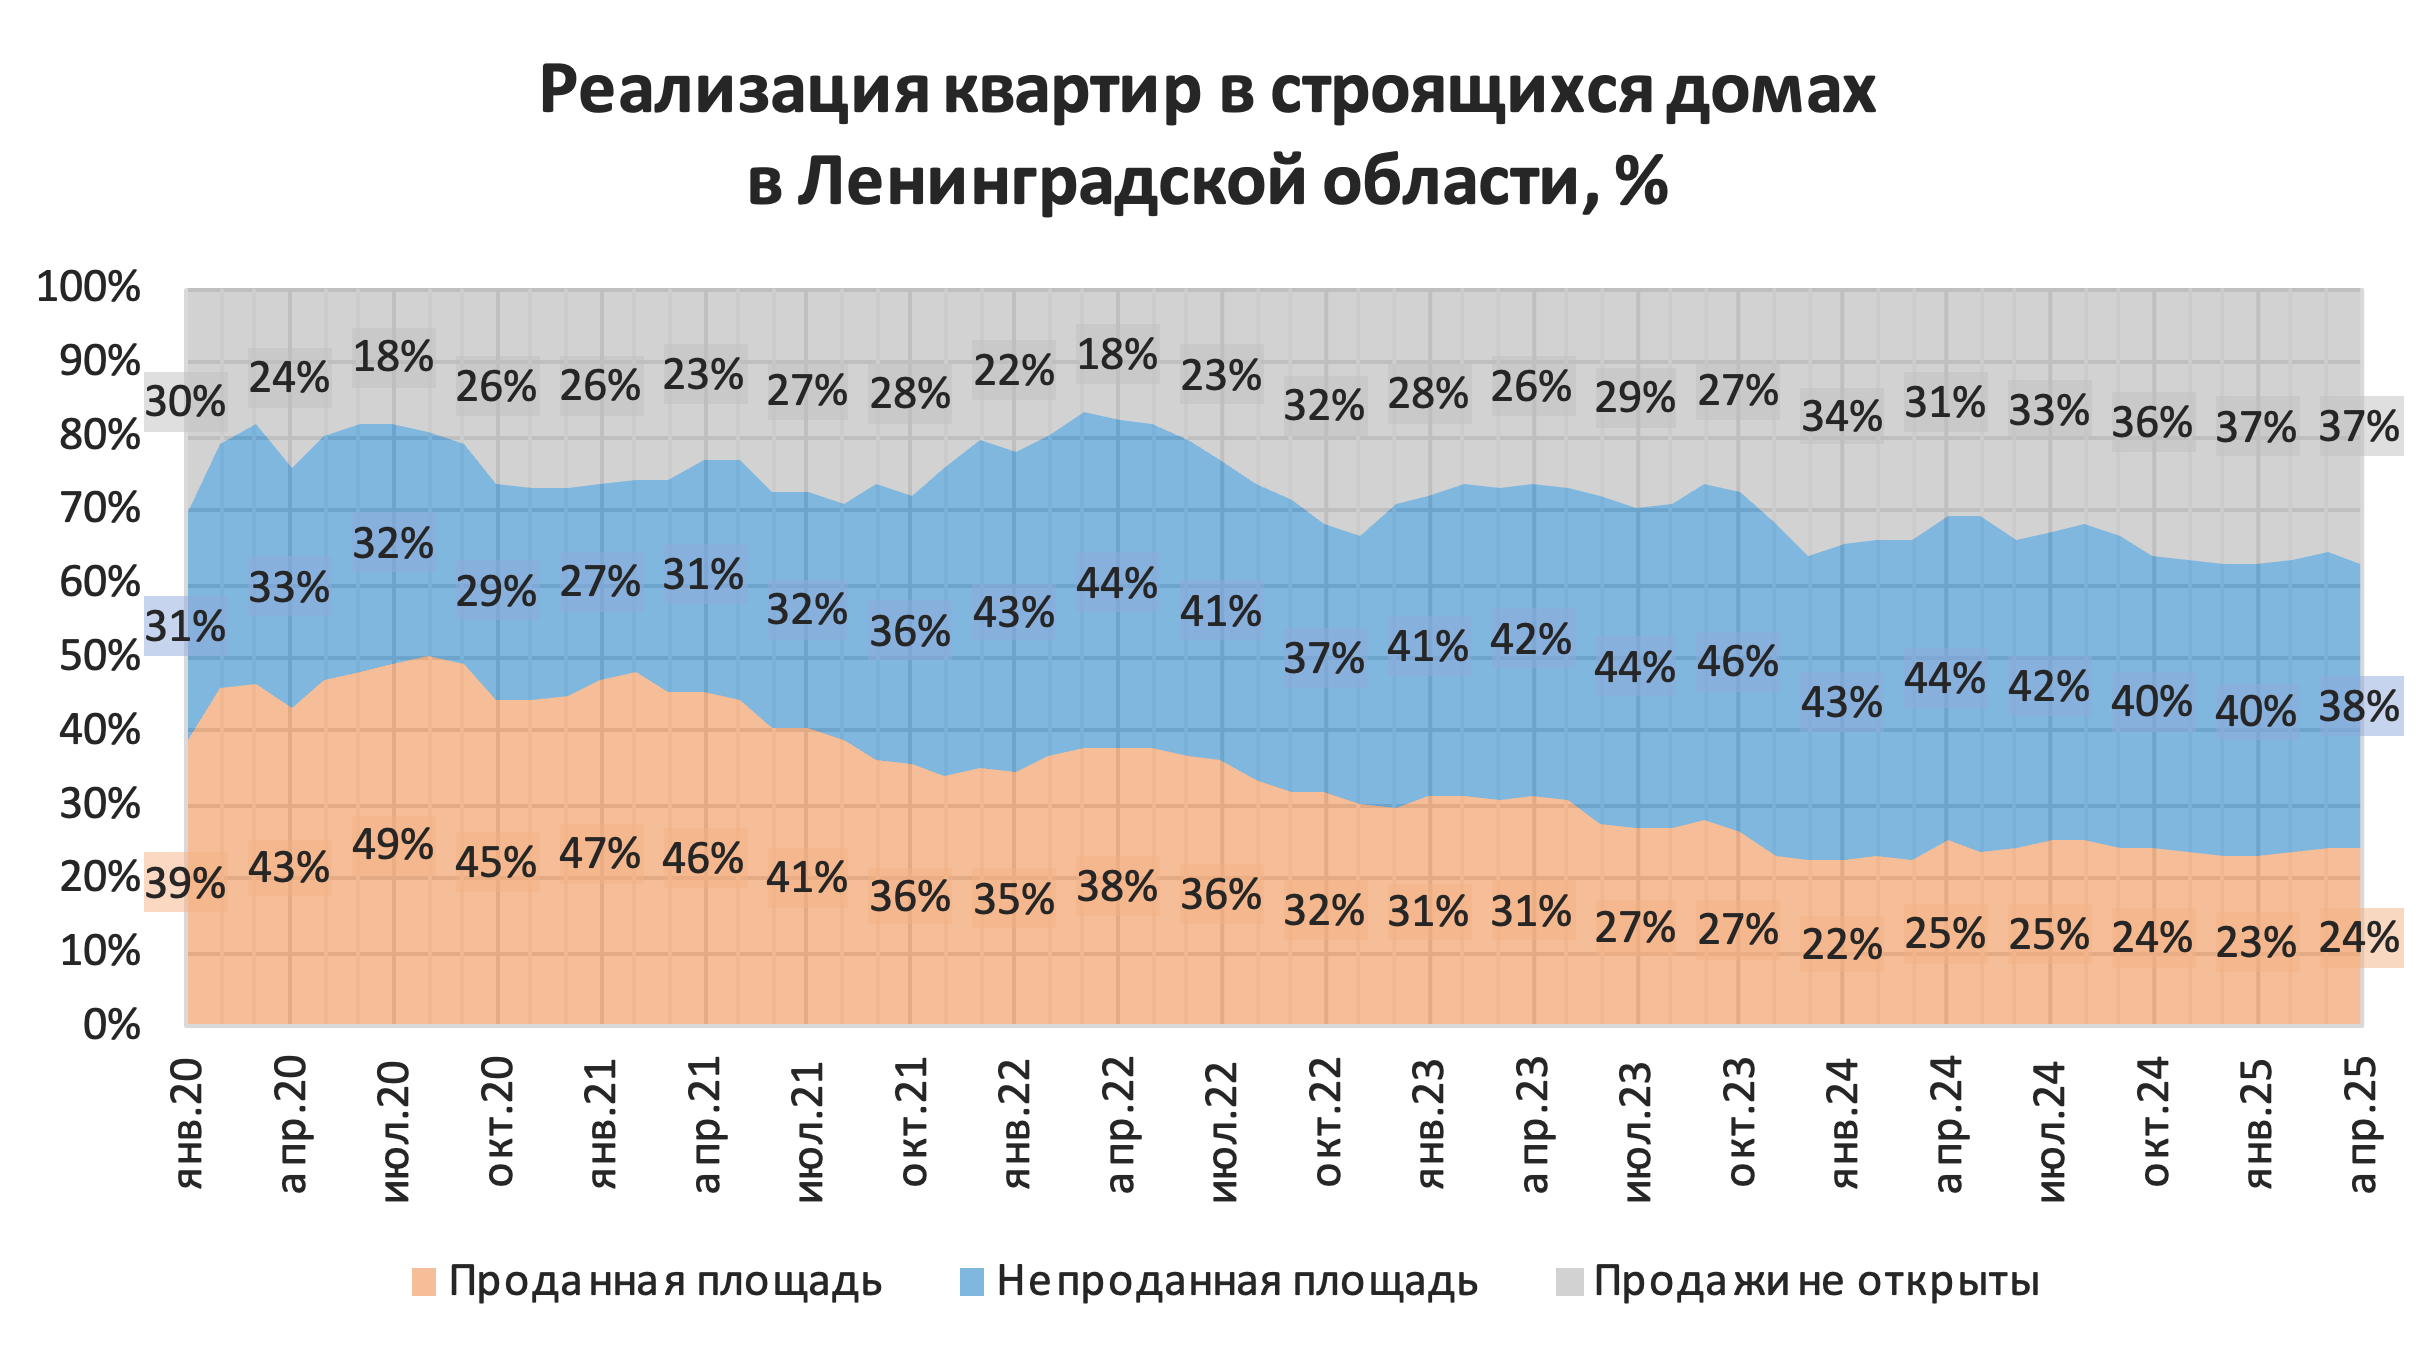 Реализация квартир в строящихся домах
в Ленинградской области, %
100%
90%
80%
70%
60%
50%
40%
30%
20%
10%
0%
30% 24% 18% 26% 26% 23% 27% 28% 22% 18% 23% 32% 28% 26% 29% 27% 34% 31% 33% 36% 37% 37%
31% 33% 32% 29% 27% 31% 32% 36% 43% 44% 41% 37% 41% 42% 44% 46% 43% 44% 42% 40% 40% 38%
39% 43% 49% 45% 47% 46% 41% 36% 35% 38% 36% 32% 31% 31% 27% 27% 22% 25% 25% 24% 23% 24%
янв.20 апр.20 июл.20 окт.20 янв.21 апр.21 июл.21 окт.21 янв.22 апр.22 июл.22 окт.22 янв.23 апр.23 июл.23 окт.23 янв.24 апр.24 июл.24 окт.24 янв.25 апр.25
Проданная площадь Непроданная площадь Продажи не открыты